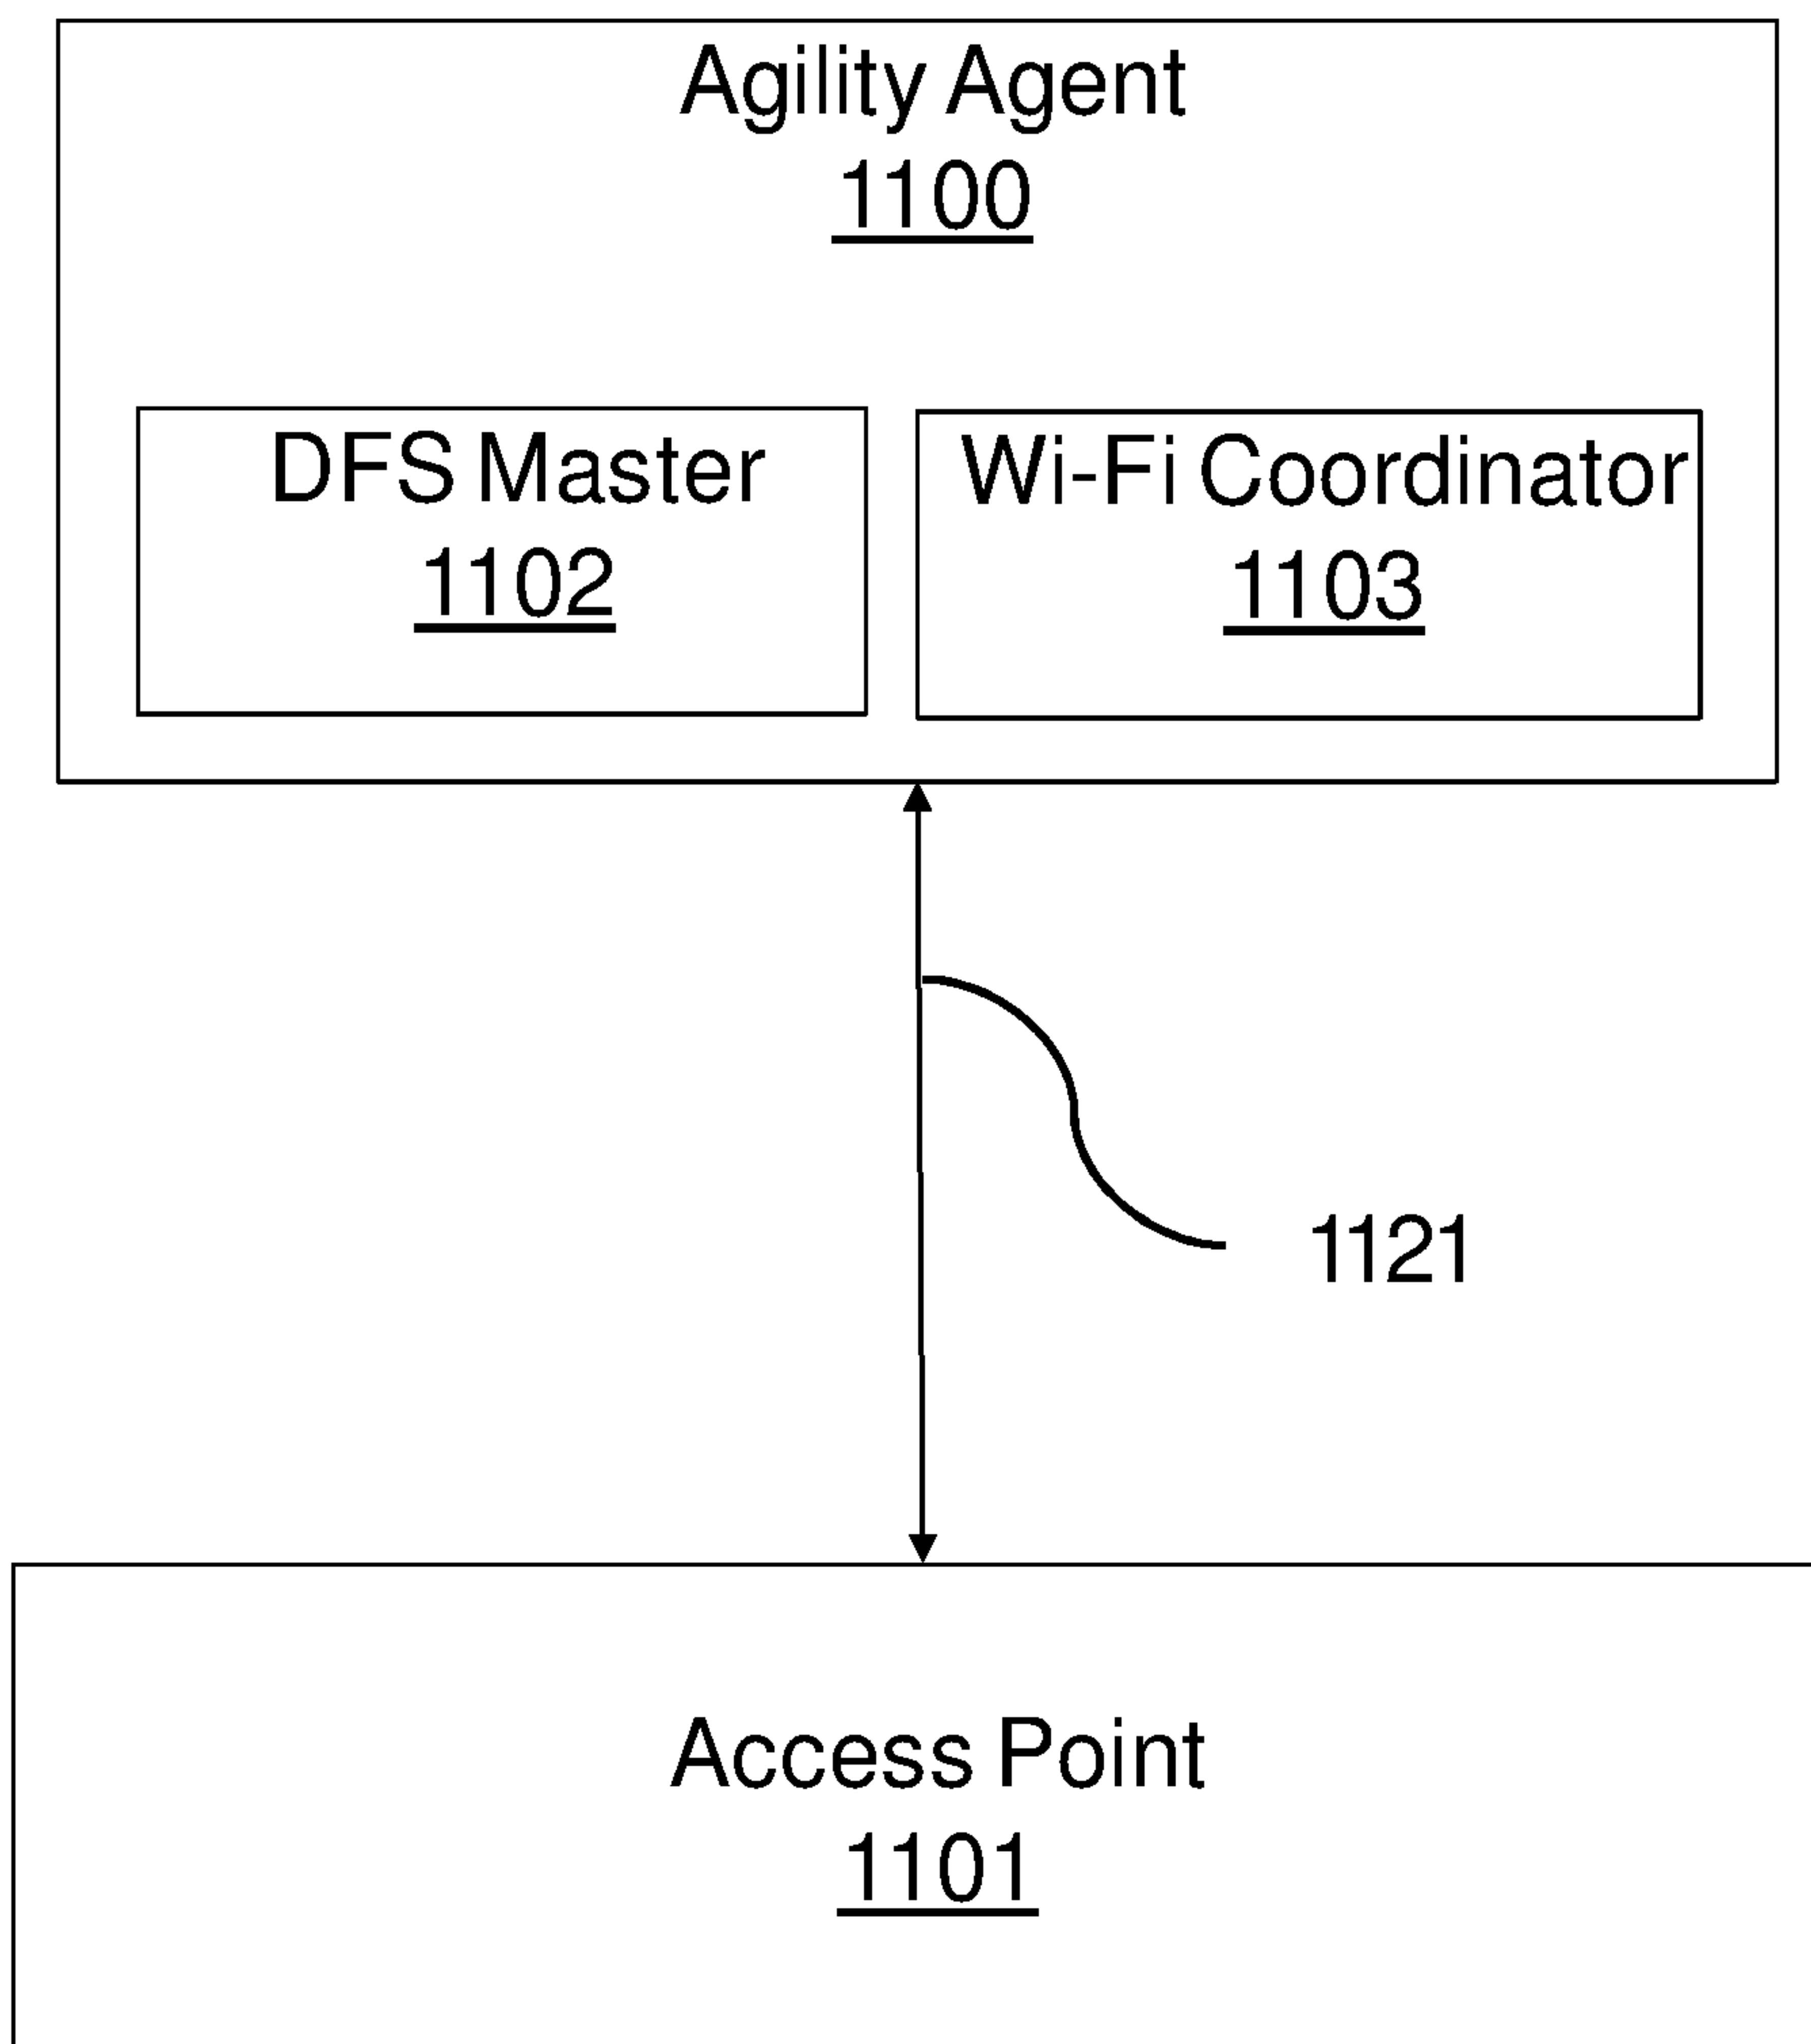 Agility Agent
1100
DFS Master
1102
Wi-Fi Coordinator
1103
1121
Access Point
1101